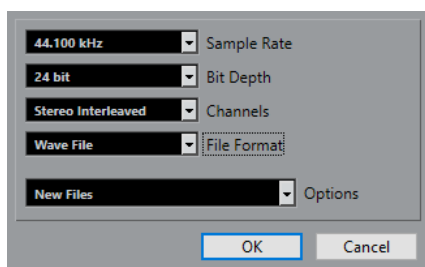 44.100 kHz Sample Rate
24 bit Bit Depth
Stereo Interleaved Channels
Wave File File Format
New Files Options
OK Cancel